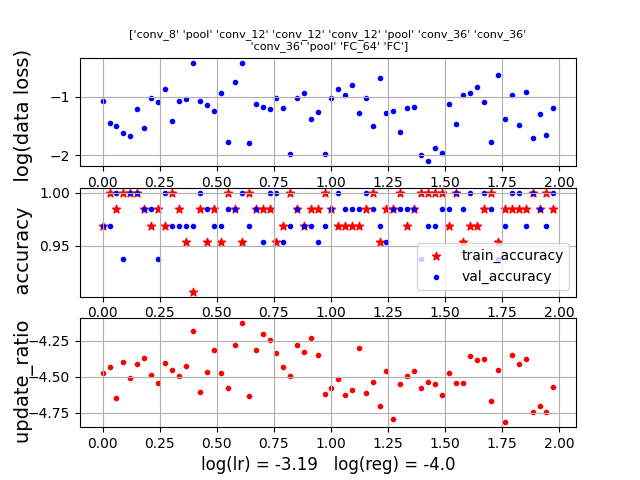 ['conv_8' 'pool' 'conv_12' 'conv_12' 'conv_12' 'pool' 'conv_36' 'conv_36'
'conv_36' 'pool' 'FC_64' 'FC']
log(data loss)
−1
−2
0.00 0.25 0.50 0.75 1.00 1.25 1.50 1.75 2.00
accuracy
1.00
0.95
train_accuracy
val_accuracy
0.00 0.25 0.50 0.75 1.00 1.25 1.50 1.75 2.00
update_ratio
−4.25
−4.50
−4.75
0.00 0.25 0.50 0.75 1.00 1.25 1.50 1.75 2.00
log(lr) = -3.19 log(reg) = -4.0